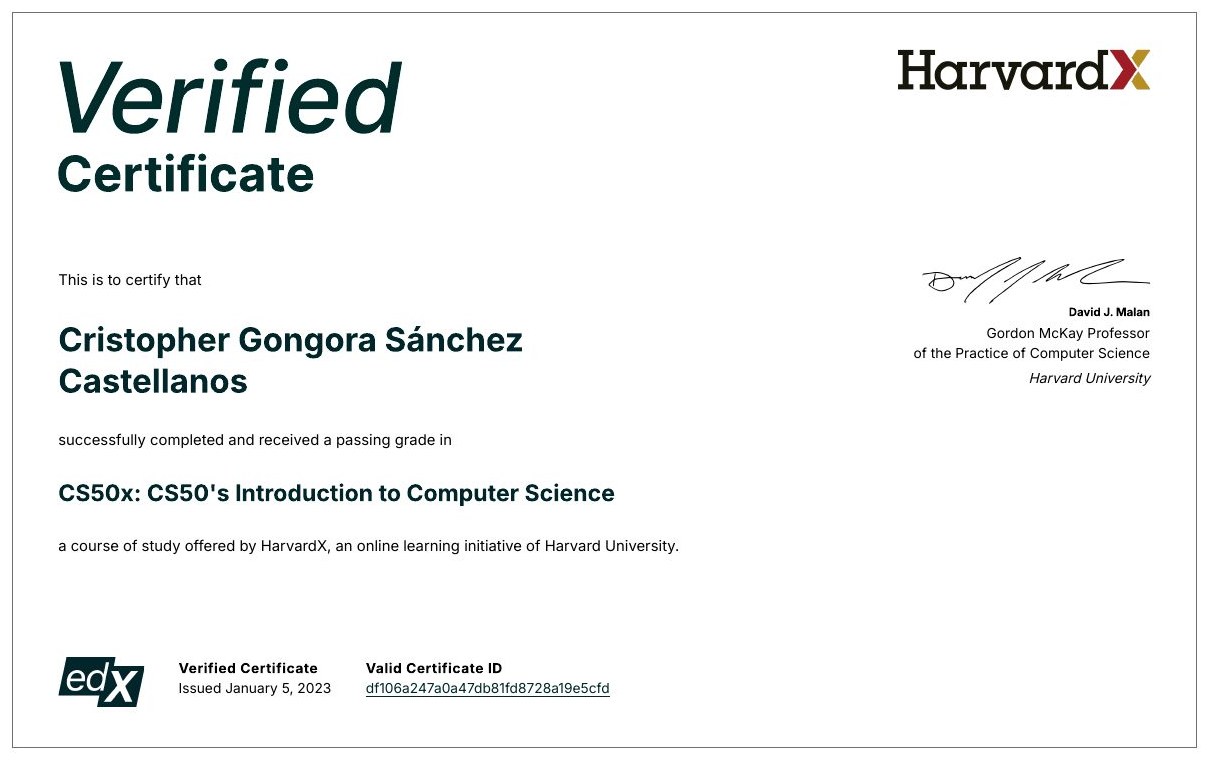 Verified
Certificate
HarvardX
This is to certify that
Cristopher Gongora Sánchez
Castellanos
successfully completed and received a passing grade in
CS50x: CS50's Introduction to Computer Science
a course of study offered by HarvardX, an online learning initiative of Harvard University.
David J. Malan
Gordon McKay Professor
of the Practice of Computer Science
Harvard University
edX
Verified Certificate
Issued January 5, 2023
Valid Certificate ID
df106a247a0a47db81fd8728a19e5cfd